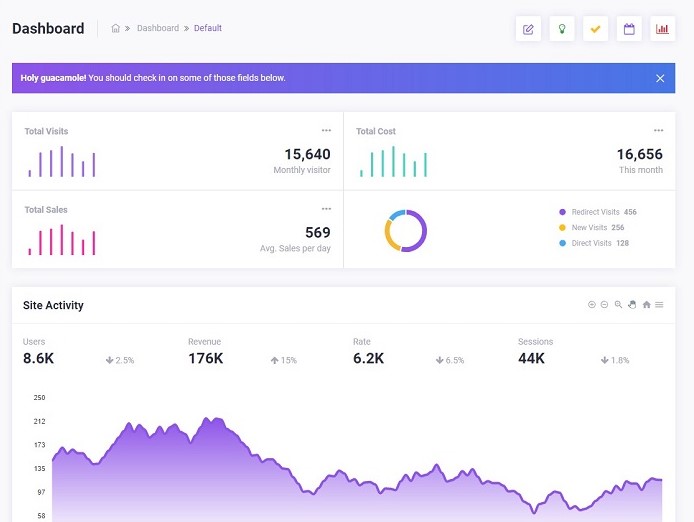 Dashboard
Dashboard
Default
Holy guacamole! You should check in on some of those fields below.
Total Visits
15,640
Monthly visitor
Total Cost
16,656
This month
Total Sales
569
Avg. Sales per day
Redirect Visits 456
New Visits 256
Direct Visits 128
Site Activity
Users
8.6K
2.5%
Revenue
176K
15%
Rate
6.2K
6.5%
Sessions
44K
1.8%
250
212
173
135
97
58